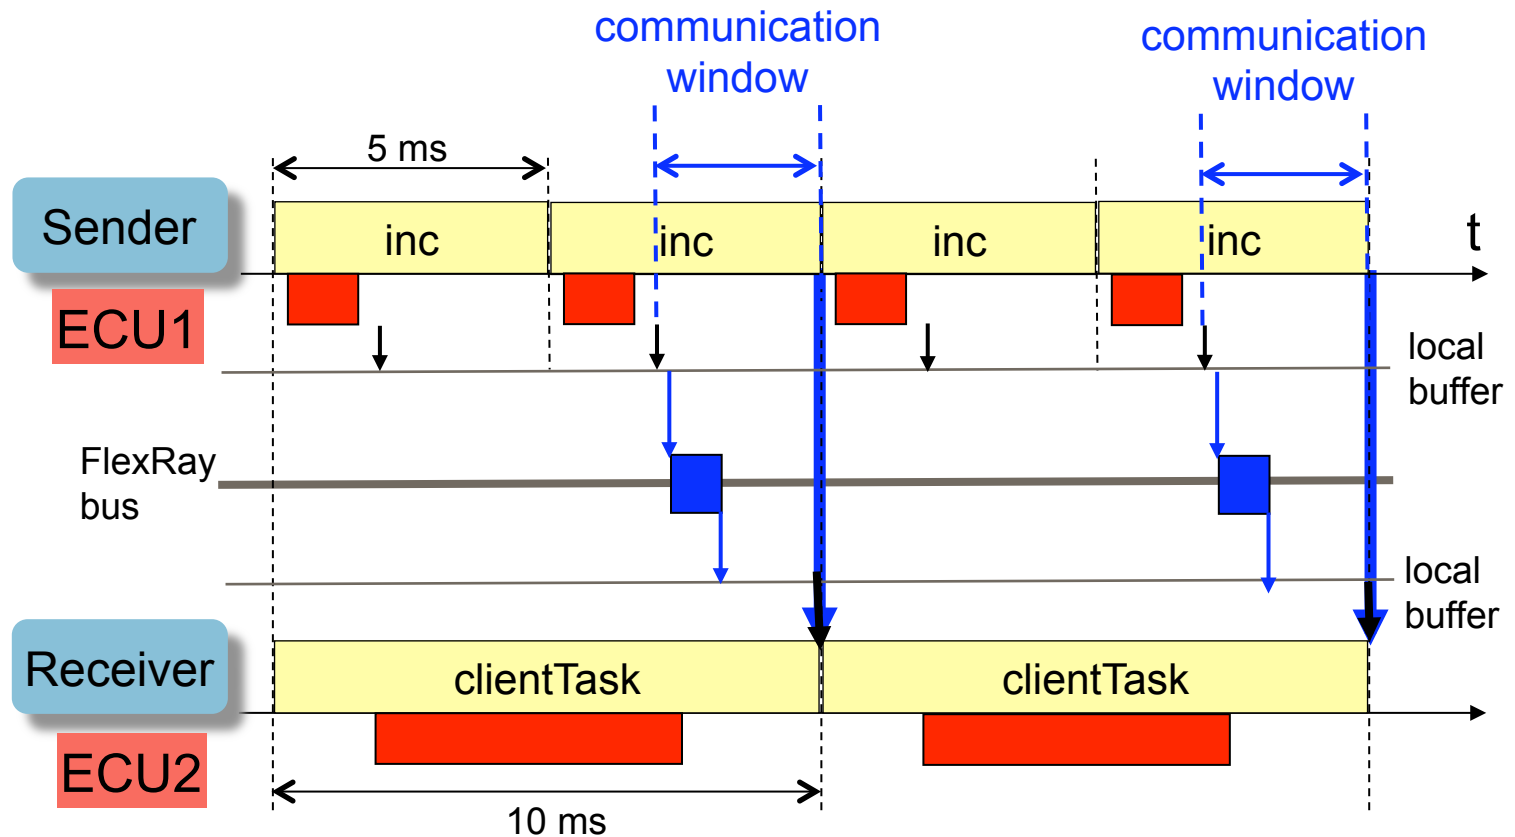 communication
window
communication
window
5 ms
Sender
inc
inc
inc
inc
t
ECU1
local
buffer
FlexRay
bus
local
buffer
Receiver
clientTask
clientTask
ECU2
10 ms